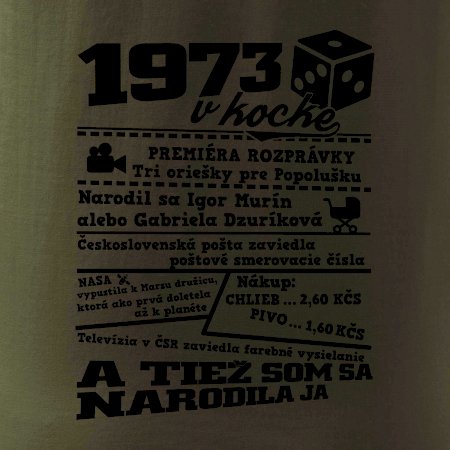 1973
v kocke
PREMIÉRA ROZPRÁVKY
Tri oriešky pre Popolušku
Narodil sa Igor Murín
alebo Gabriela Dzuríková
Československá pošta zaviedla
poštové smerovacie čísla
NASA
vypustila k Marsu družicu,
ktorá ako prvá doletela
až k planéte
Nákup:
CHLIEB ... 2,60 KČS
PIVO ... 1,60 KČS
Televízia v ČSR zaviedla farebné vysielanie
A TIEŽ SOM SA
NARODILA JA